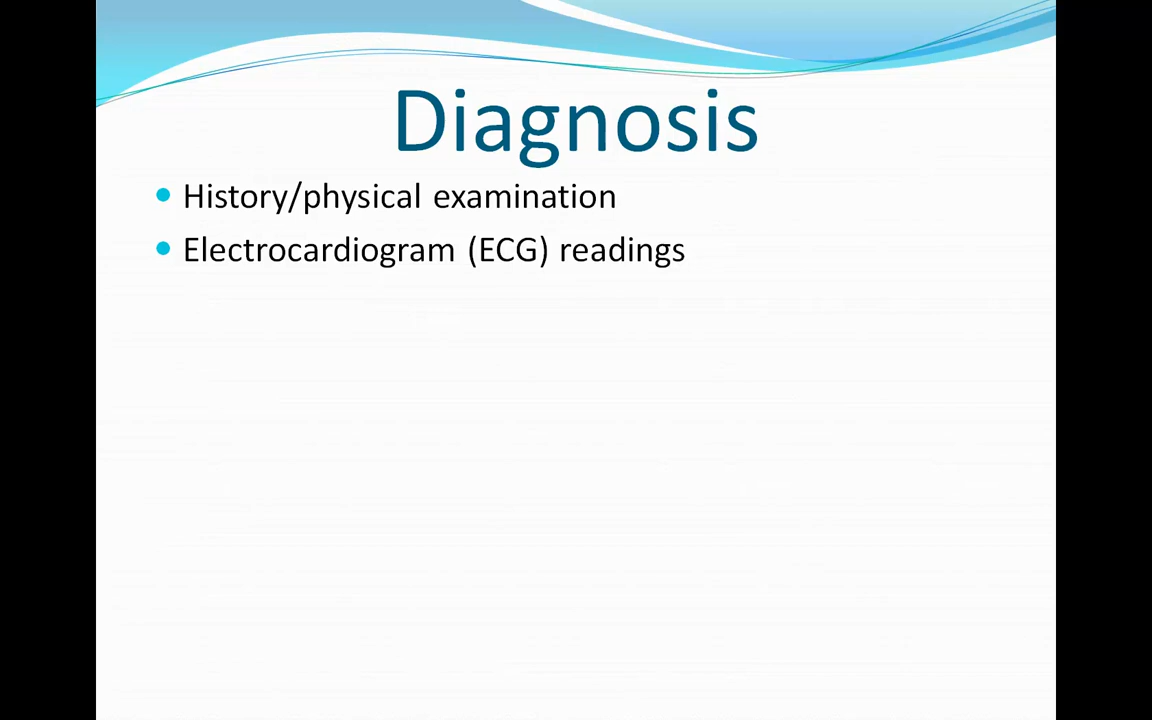 Diagnosis
History/physical examination
Electrocardiogram (ECG) readings